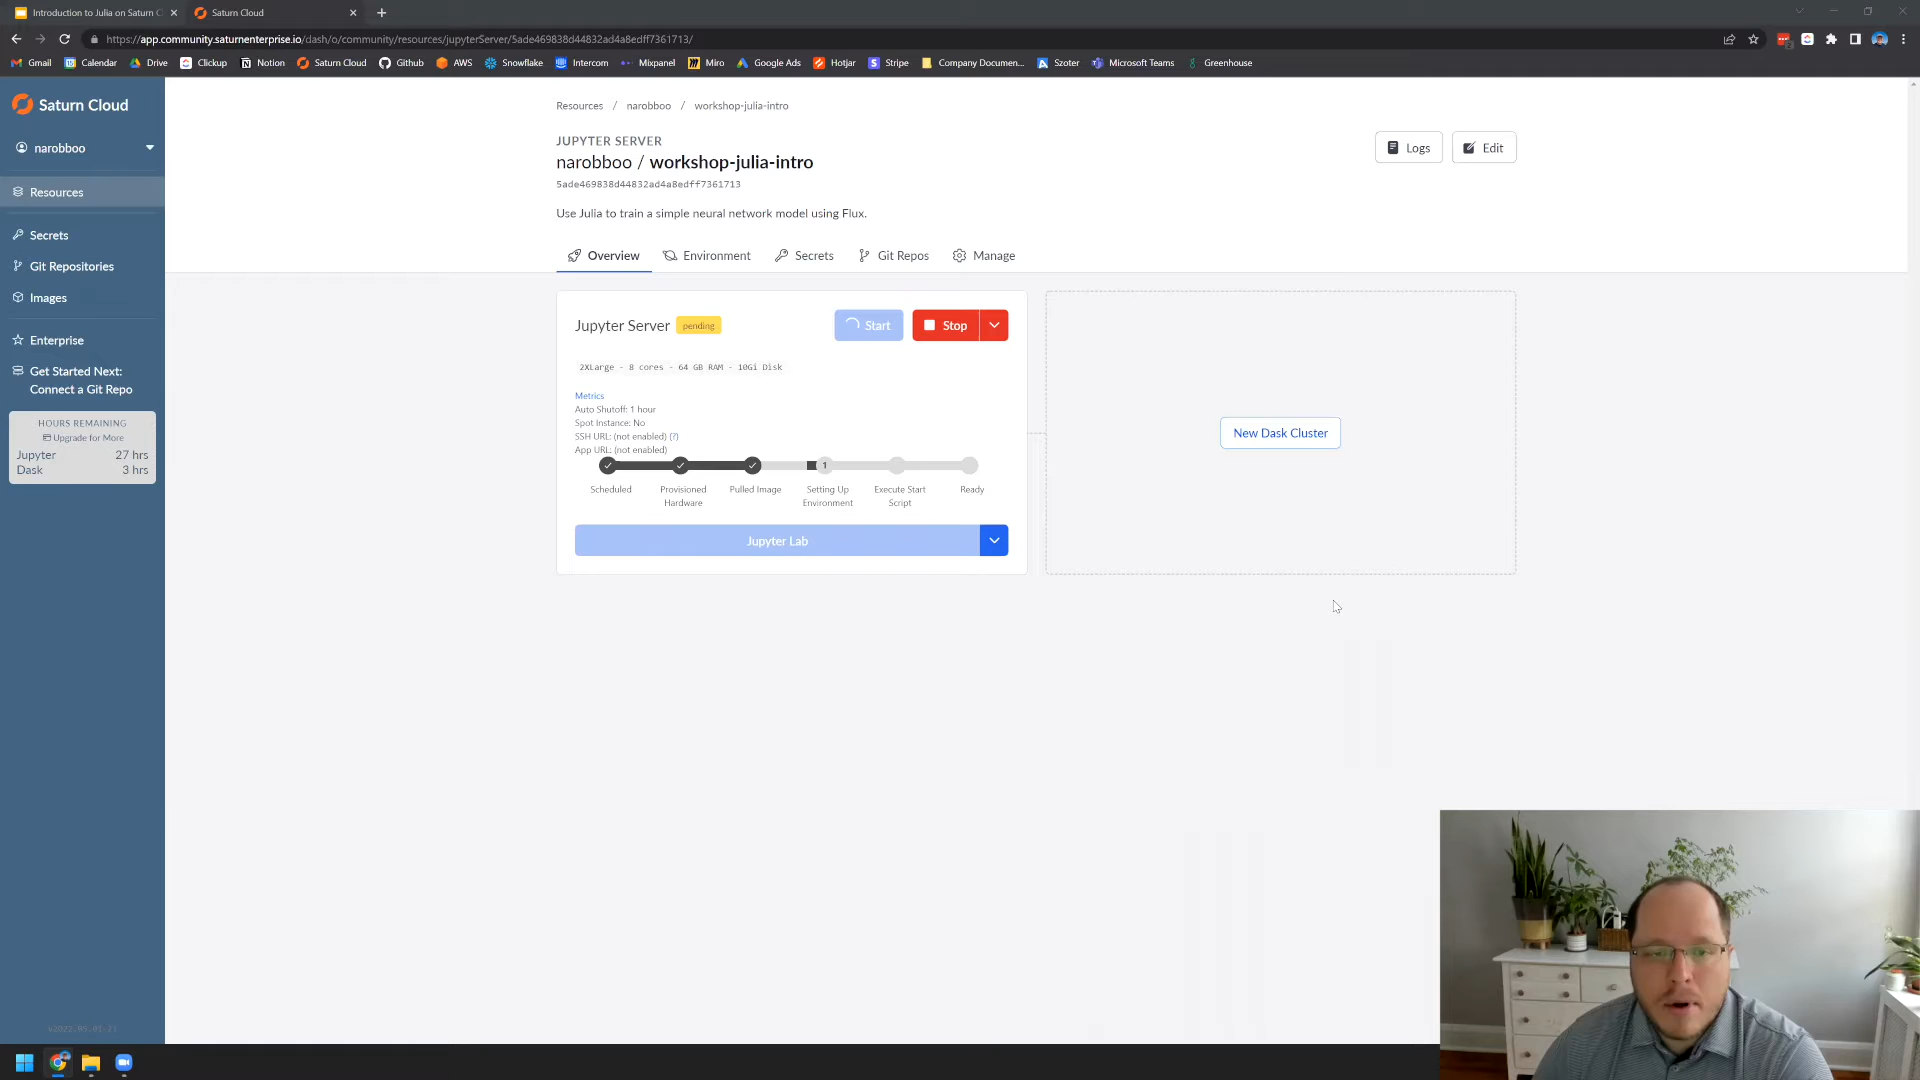 Introduction to Julia on Saturn C
Saturn Cloud
https://app.community.saturnenterprise.io/dash/o/community/resources/jupyterServer/5ade469838d44832ad4a8edff7361713/
Gmail
Calendar
Drive
Clickup
Notion
Saturn Cloud
Github
AWS
Snowflake
Intercom
Mixpanel
Miro
Google Ads
Hotjar
Stripe
Company Documen...
Szoter
Microsoft Teams
Greenhouse
Saturn Cloud
narobboo
Resources
Secrets
Git Repositories
Images
Enterprise
Get Started Next:
Connect a Git Repo
HOURS REMAINING
Upgrade for More
Jupyter 27 hrs
Dask 3 hrs
Resources / narobboo / workshop-julia-intro
JUPYTER SERVER
narobboo / workshop-julia-intro
5ade469838d44832ad4a8edff7361713
Use Julia to train a simple neural network model using Flux.
Logs
Edit
Overview
Environment
Secrets
Git Repos
Manage
Jupyter Server pending
Start
Stop
2XLarge - 8 cores - 64 GB RAM - 10Gi Disk
Metrics
Auto Shutoff: 1 hour
Spot Instance: No
SSH URL: (not enabled) (?)
App URL: (not enabled)
1
Scheduled
Provisioned
Hardware
Pulled Image
Setting Up
Environment
Execute Start
Script
Ready
Jupyter Lab
New Dask Cluster